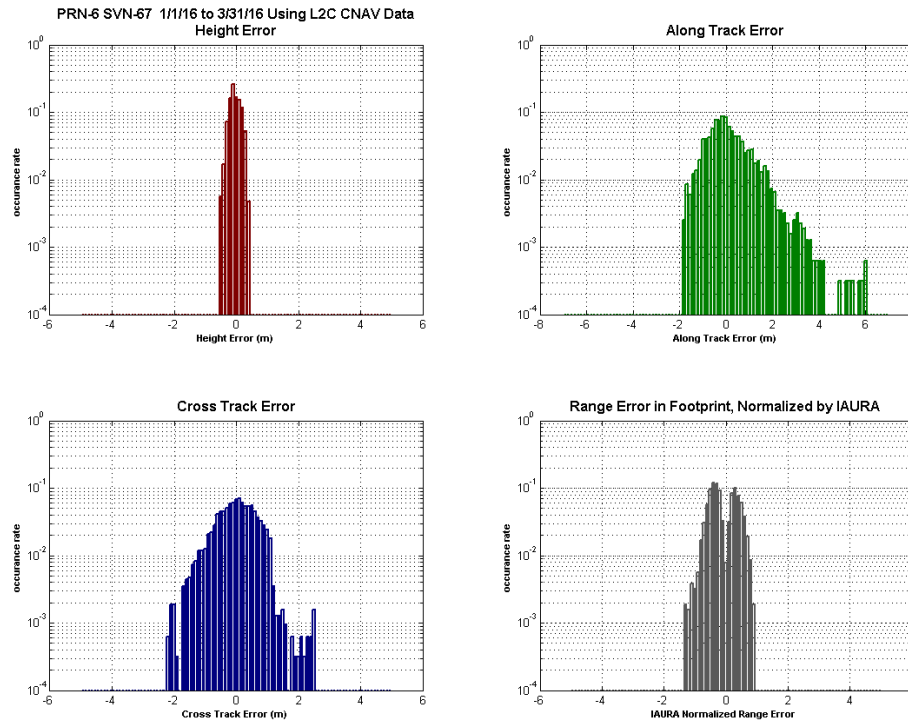 PRN-6 SVN-67 1/1/16 to 3/31/16 Using L2C CNAV Data
Height Error
10^0
10^-1
10^-2
10^-3
10^-4
occurance rate
-6 -4 -2 0 2 4 6
Height Error (m)
Along Track Error
10^0
10^-1
10^-2
10^-3
10^-4
occurance rate
-8 -6 -4 -2 0 2 4 6 8
Along Track Error (m)
Cross Track Error
10^0
10^-1
10^-2
10^-3
10^-4
occurance rate
-6 -4 -2 0 2 4 6
Cross Track Error (m)
Range Error in Footprint, Normalized by IAURA
10^0
10^-1
10^-2
10^-3
10^-4
occurance rate
-6 -4 -2 0 2 4
IAURA Normalized Range Error